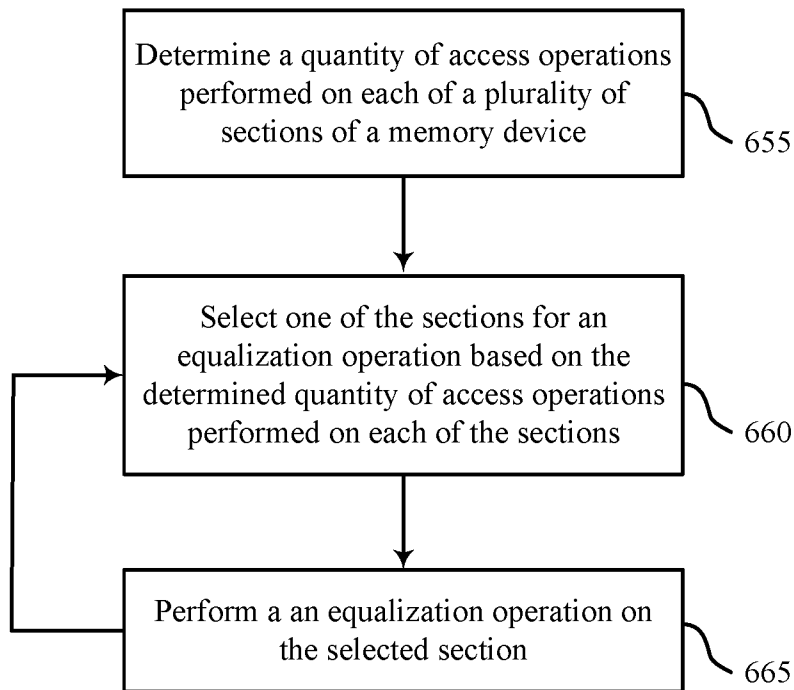 Determine a quantity of access operations
performed on each of a plurality of
sections of a memory device
655
Select one of the sections for an
equalization operation based on the
determined quantity of access operations
performed on each of the sections
660
Perform a an equalization operation on
the selected section
665